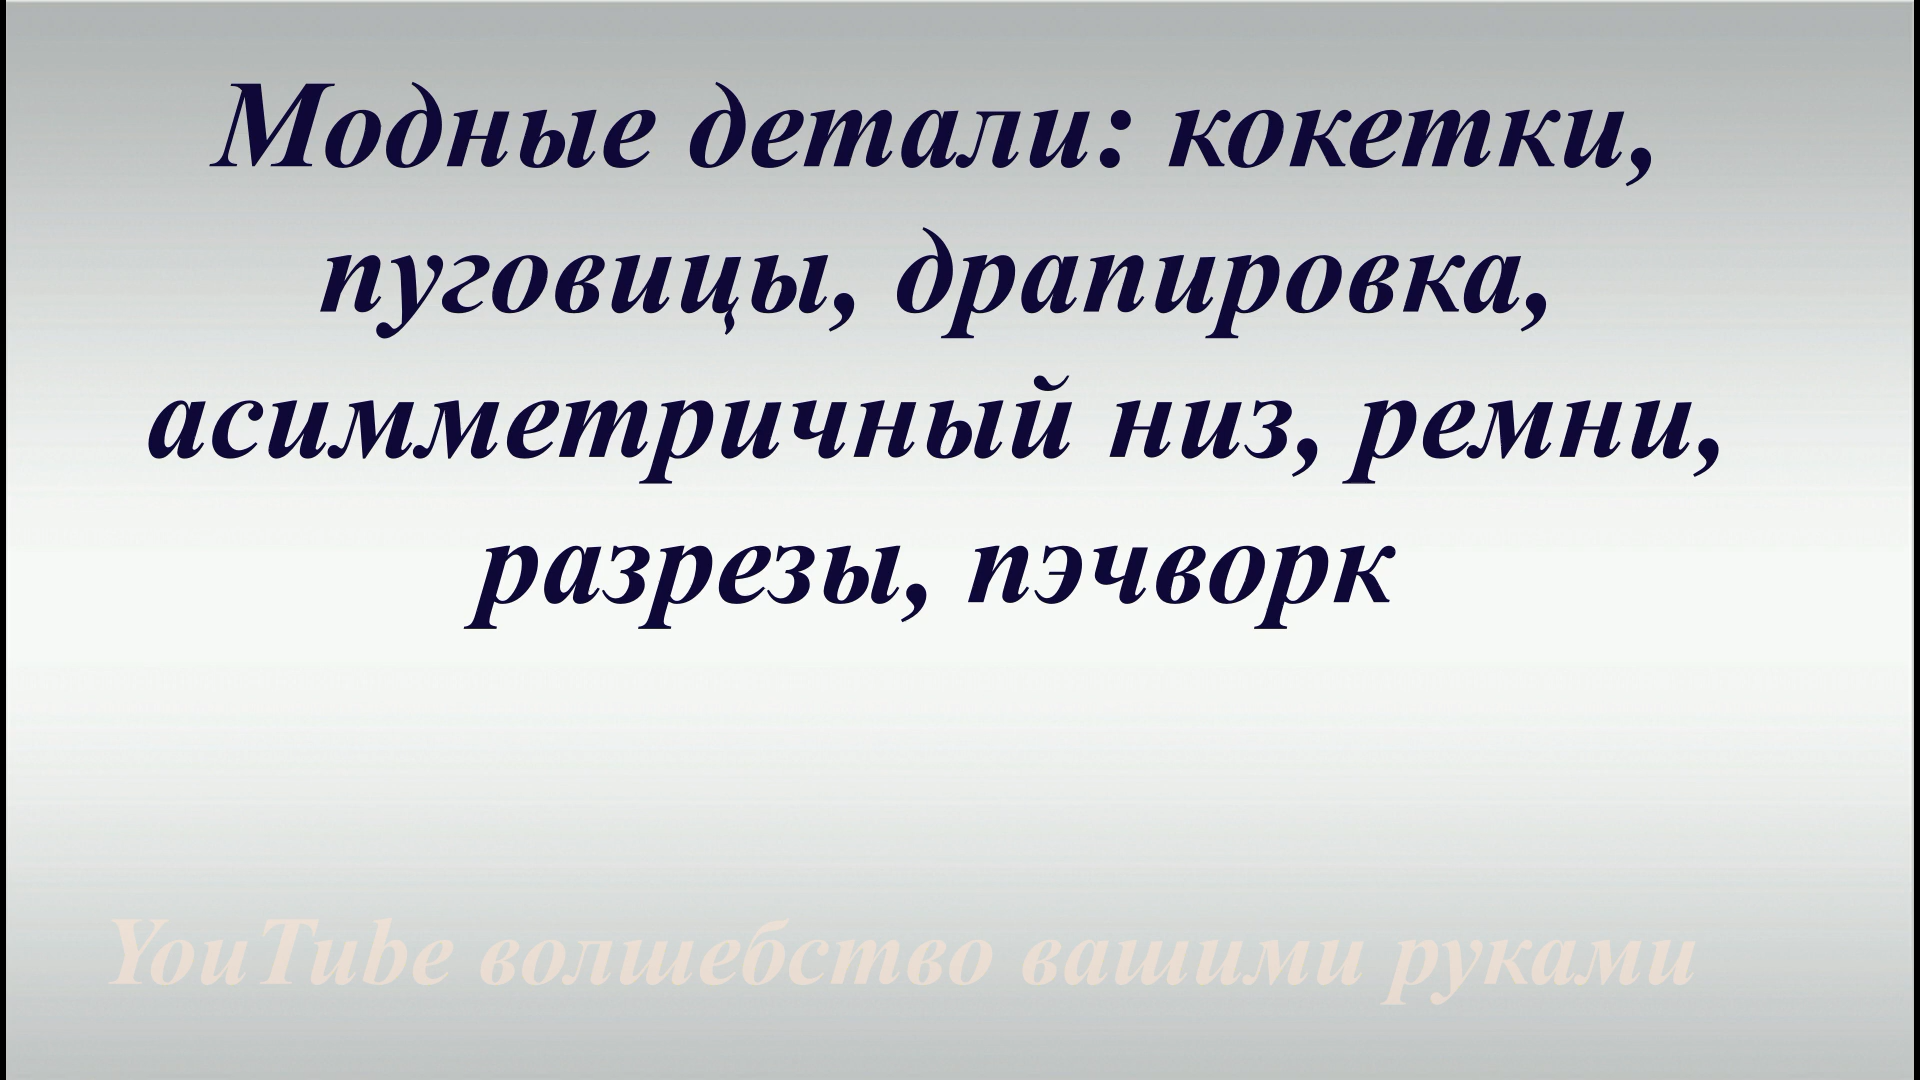 Модные детали: кокетки,
пуговицы, драпировка,
асимметричный низ, ремни,
разрезы, пэчворк
YouTube волшебство вашими руками